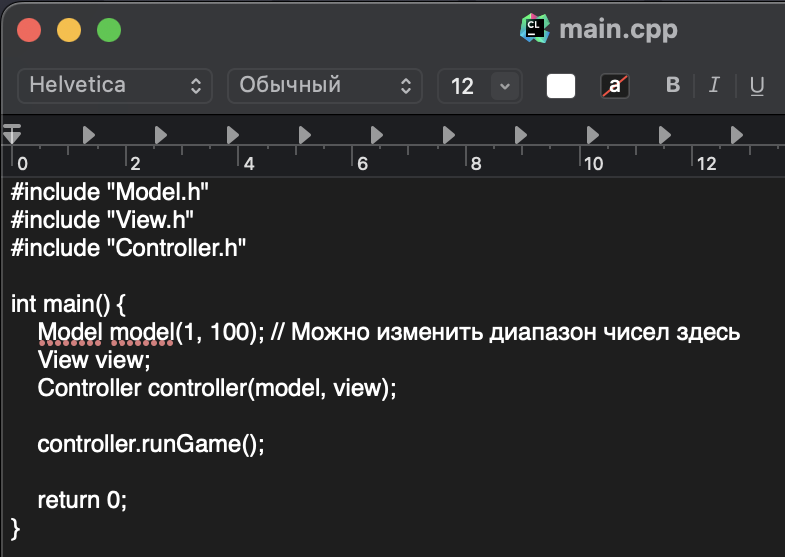 CL
main.cpp
Helvetica
Обычный
12
a
B
I
U
0
2
4
6
8
10
12
#include "Model.h"
#include "View.h"
#include "Controller.h"
int main() {
    Model model(1, 100); // Можно изменить диапазон чисел здесь
    View view;
    Controller controller(model, view);
    controller.runGame();
    return 0;
}